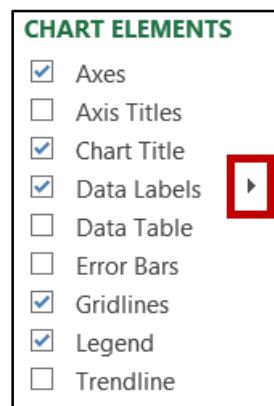 CHART ELEMENTS
Axes
Axis Titles
Chart Title
Data Labels
Data Table
Error Bars
Gridlines
Legend
Trendline